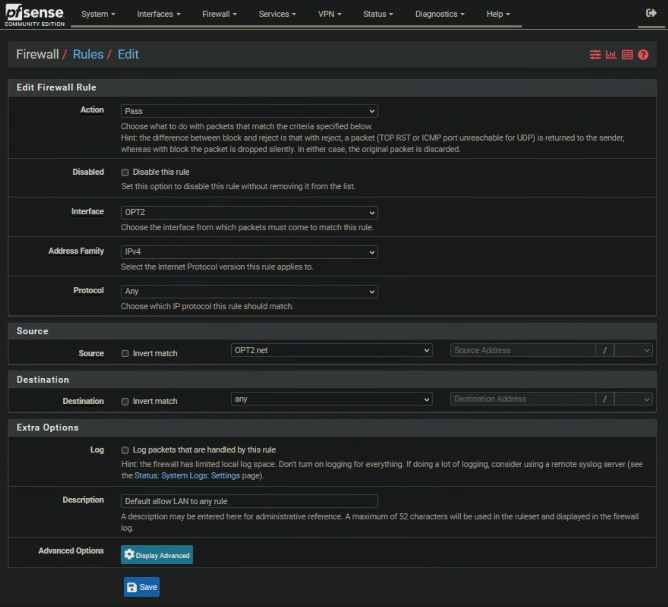 pfsense
COMMUNITY EDITION
System Interfaces Firewall Services VPN Status Diagnostics Help
Firewall / Rules / Edit
Edit Firewall Rule
Action Pass
Choose what to do with packets that match the criteria specified below.
Hint: the difference between block and reject is that with reject, a packet (TCP RST or ICMP port unreachable for UDP) is returned to the sender,
whereas with block the packet is dropped silently. In either case, the original packet is discarded.
Disabled Disable this rule
Set this option to disable this rule without removing it from the list.
Interface OPT2
Choose the interface from which packets must come to match this rule.
Address Family IPv4
Select the Internet Protocol version this rule applies to.
Protocol Any
Choose which IP protocol this rule should match.
Source
Source Invert match OPT2 net Source Address /
Destination
Destination Invert match any Destination Address /
Extra Options
Log Log packets that are handled by this rule
Hint: the firewall has limited local log space. Don't turn on logging for everything. If doing a lot of logging, consider using a remote syslog server (see
the Status: System Logs: Settings page).
Description Default allow LAN to any rule
A description may be entered here for administrative reference. A maximum of 52 characters will be used in the ruleset and displayed in the firewall
log.
Advanced Options Display Advanced
Save